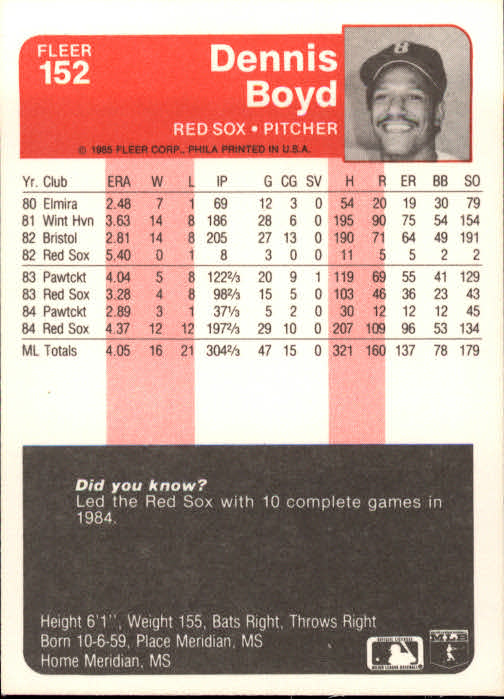 FLEER
152
Dennis
Boyd
RED SOX • PITCHER
© 1985 FLEER CORP., PHILA PRINTED IN U.S.A.
Yr. Club ERA W L IP G CG SV H R ER BB SO
80 Elmira 2.48 7 1 69 12 3 0 54 20 19 30 79
81 Wint Hvn 3.63 14 8 186 28 6 0 195 90 75 54 154
82 Bristol 2.81 14 8 205 27 13 0 190 71 64 49 191
82 Red Sox 5.40 0 1 8 3 0 0 11 5 5 2 2
83 Pawtckt 4.04 5 8 122 2/3 20 9 1 119 69 55 41 129
83 Red Sox 3.28 4 8 98 2/3 15 5 0 103 46 36 23 43
84 Pawtckt 2.89 3 1 37 1/3 5 2 0 30 12 12 12 45
84 Red Sox 4.37 12 12 197 2/3 29 10 0 207 109 96 53 134
ML Totals 4.05 16 21 304 2/3 47 15 0 321 160 137 78 179
Did you know?
Led the Red Sox with 10 complete games in
1984.
Height 6'1'', Weight 155, Bats Right, Throws Right
Born 10-6-59, Place Meridian, MS
Home Meridian, MS